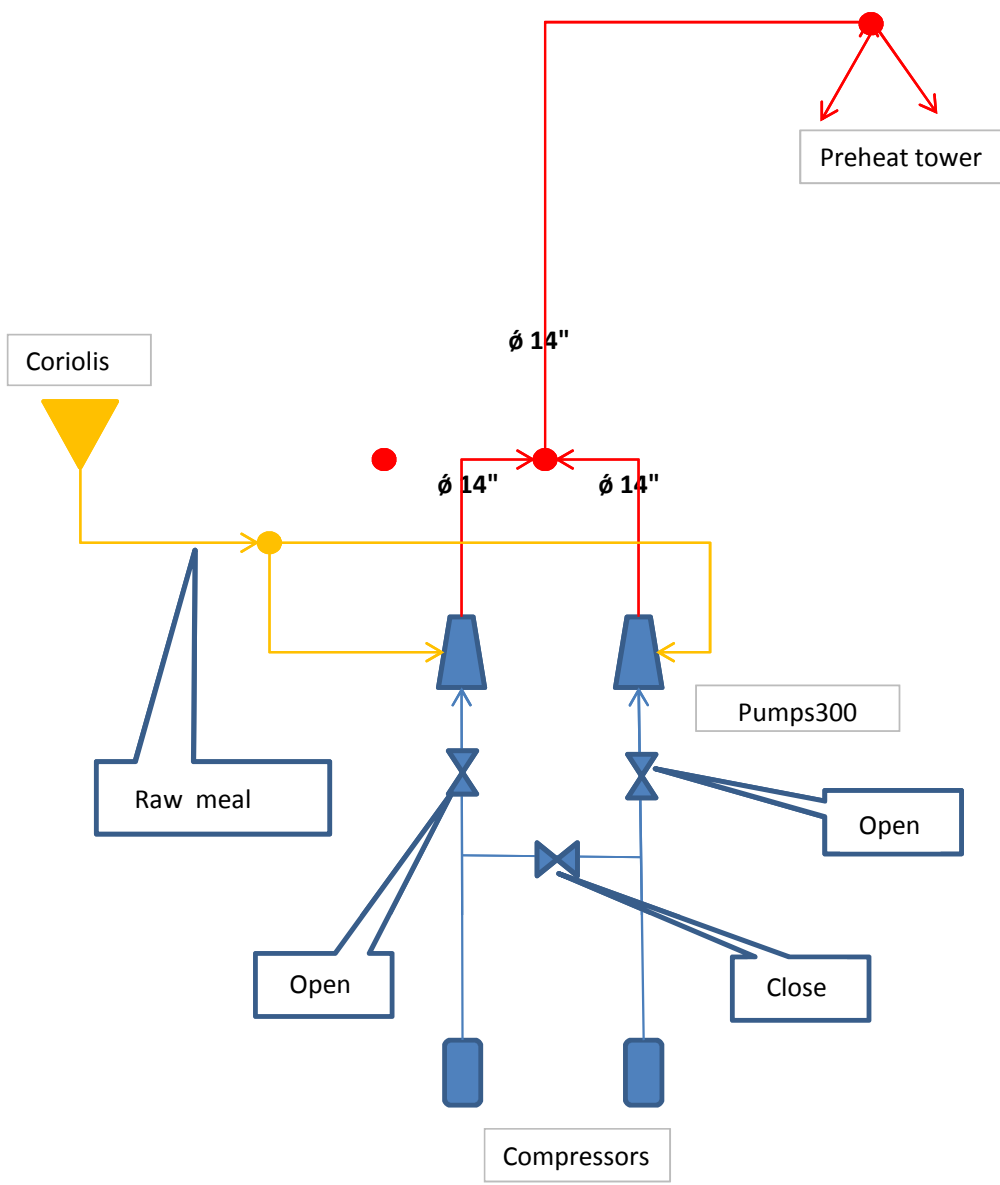 Preheat tower
ǿ 14"
Coriolis
ǿ 14"
ǿ 14"
Pumps300
Raw meal
Open
Open
Close
Compressors